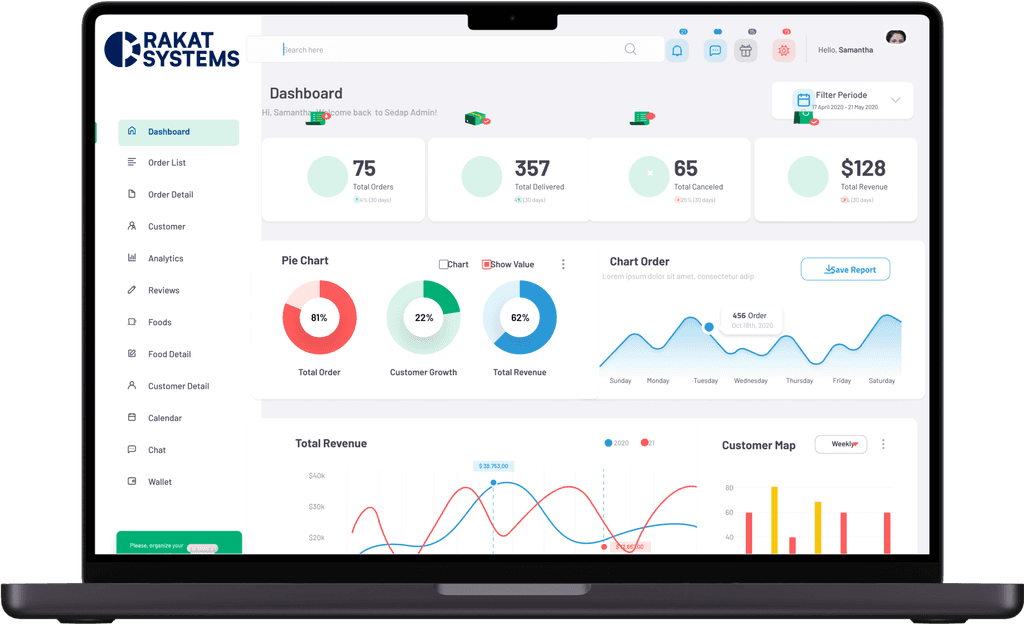 RAKAT
SYSTEMS
Search here
Hello, Samantha
Dashboard
Hi, Samantha. Welcome back to Sedap Admin!
Filter Periode
17 April 2020 - 21 May 2020
Dashboard
Order List
Order Detail
Customer
Analytics
Reviews
Foods
Food Detail
Customer Detail
Calendar
Chat
Wallet
Please, organize your
75
Total Orders
4% (30 days)
357
Total Delivered
4% (30 days)
65
Total Canceled
25% (30 days)
$128
Total Revenue
(30 days)
Pie Chart
Chart
Show Value
81%
22%
62%
Total Order
Customer Growth
Total Revenue
Chart Order
Lorem ipsum dolor sit amet, consectetur adip
Save Report
456 Order
Oct 18th, 2020
Sunday Monday Tuesday Wednesday Thursday Friday Saturday
Total Revenue
2020
21
$40k
$30k
$20k
$ 38.753,00
$ 12.657,00
Customer Map
Weekly
80
60
40